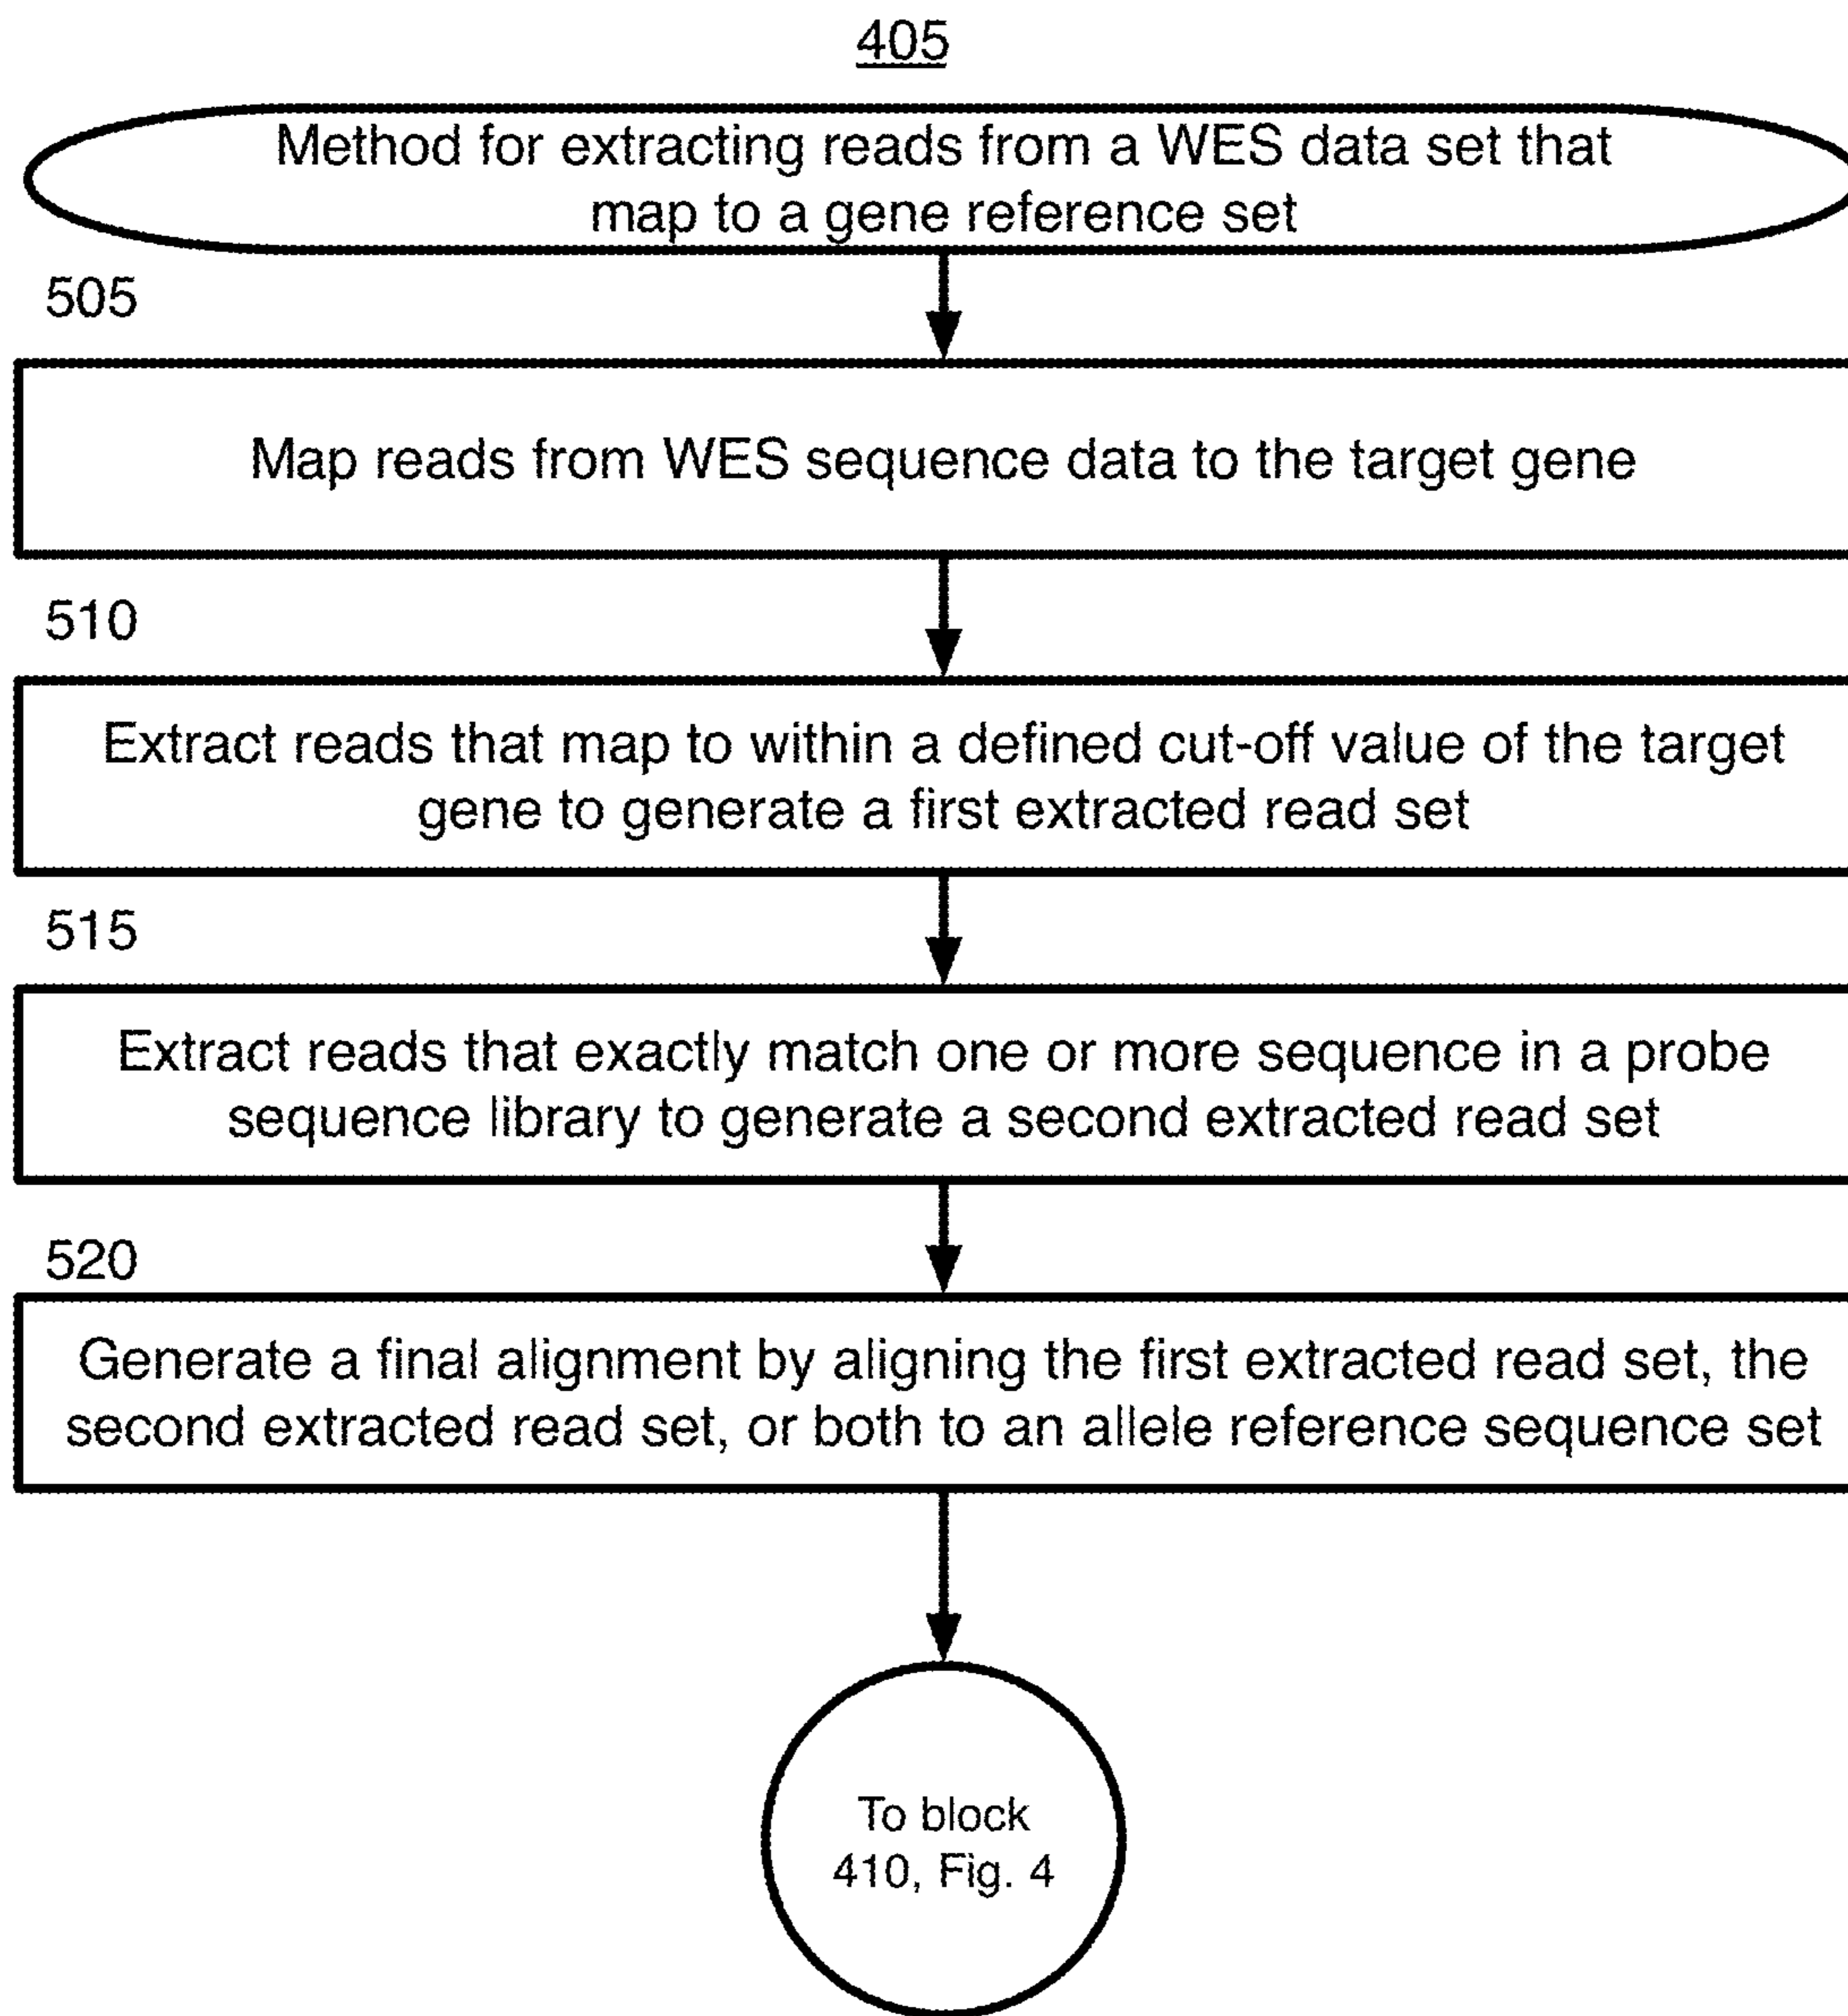 405
Method for extracting reads from a WES data set that
map to a gene reference set
505
Map reads from WES sequence data to the target gene
510
Extract reads that map to within a defined cut-off value of the target
gene to generate a first extracted read set
515
Extract reads that exactly match one or more sequence in a probe
sequence library to generate a second extracted read set
520
Generate a final alignment by aligning the first extracted read set, the
second extracted read set, or both to an allele reference sequence set
To block
410, Fig. 4